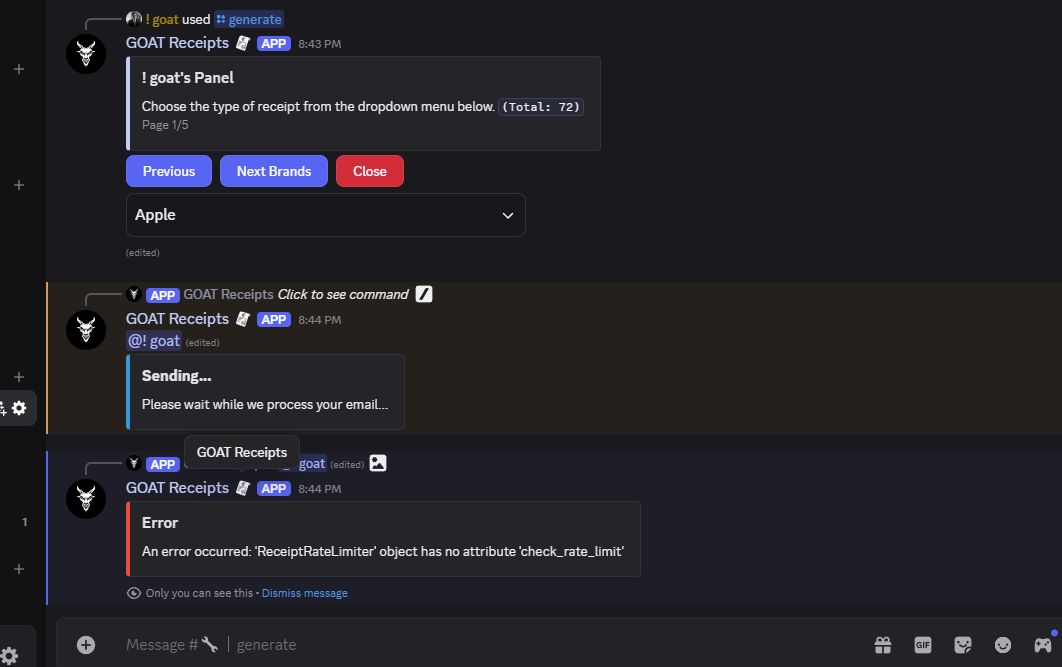 ! goat used generate
GOAT Receipts APP 8:43 PM
! goat's Panel
Choose the type of receipt from the dropdown menu below. (Total: 72)
Page 1/5
Previous Next Brands Close
Apple
(edited)
APP GOAT Receipts Click to see command
GOAT Receipts APP 8:44 PM
@! goat (edited)
Sending...
Please wait while we process your email...
GOAT Receipts
APP goat (edited)
GOAT Receipts APP 8:44 PM
1
Error
An error occurred: 'ReceiptRateLimiter' object has no attribute 'check_rate_limit'
Only you can see this • Dismiss message
Message # | generate
GIF